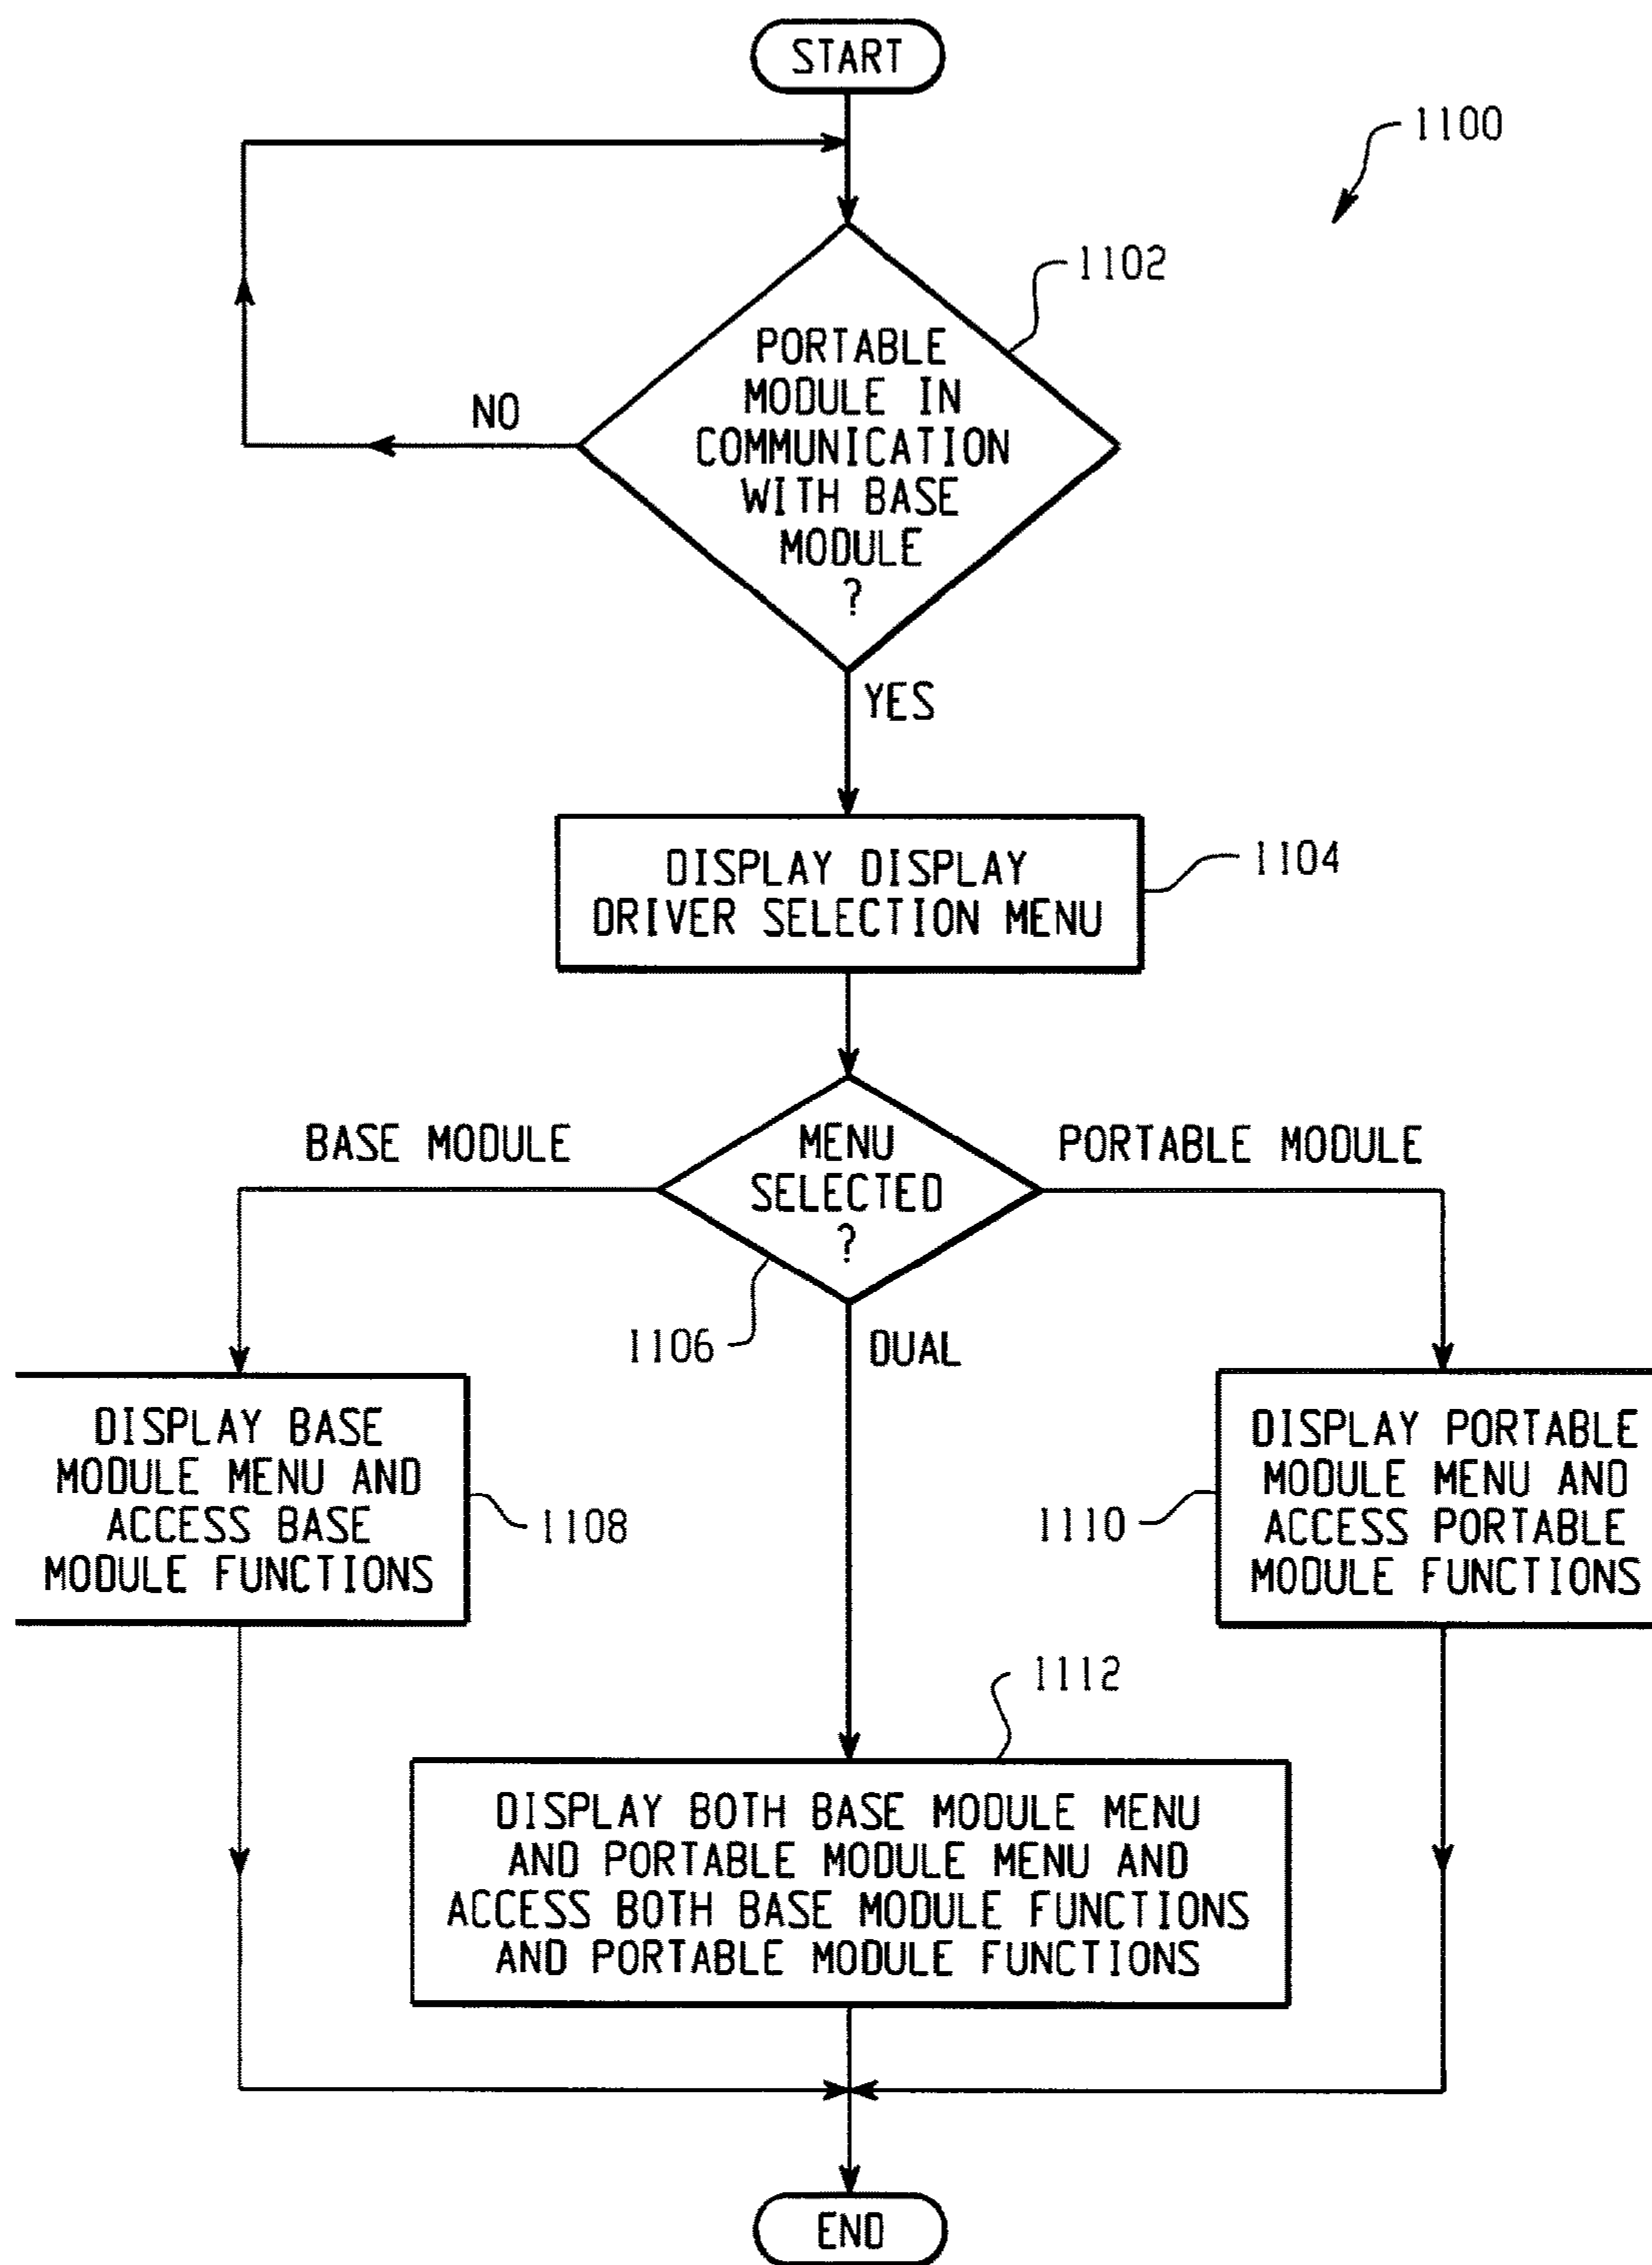 START
1100
1102
PORTABLE
MODULE IN
COMMUNICATION
WITH BASE
MODULE
?
NO
YES
DISPLAY DISPLAY
DRIVER SELECTION MENU
1104
BASE MODULE
MENU
SELECTED
?
PORTABLE MODULE
1106
DUAL
DISPLAY BASE
MODULE MENU AND
ACCESS BASE
MODULE FUNCTIONS
1108
1110
DISPLAY PORTABLE
MODULE MENU AND
ACCESS PORTABLE
MODULE FUNCTIONS
1112
DISPLAY BOTH BASE MODULE MENU
AND PORTABLE MODULE MENU AND
ACCESS BOTH BASE MODULE FUNCTIONS
AND PORTABLE MODULE FUNCTIONS
END